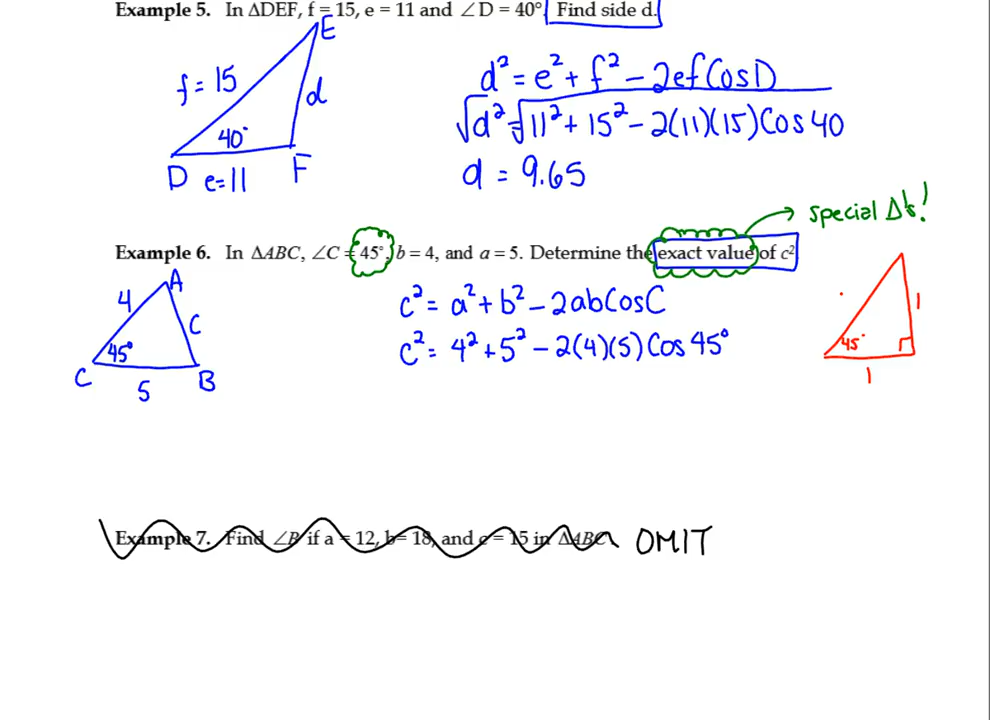 Example 5. In ΔDEF, f = 15, e = 11 and ∠D = 40°. Find side d.
E
f = 15
d
40°
D e=11 F
d² = e² + f² − 2ef Cos D
√d² = √11² + 15² − 2(11)(15) Cos 40
d = 9.65
special Δ's!
Example 6. In ΔABC, ∠C = 45°, b = 4, and a = 5. Determine the exact value of c²
A
4
C
45°
C
5
B
c² = a² + b² − 2ab Cos C
c² = 4² + 5² − 2(4)(5) Cos 45°
1
45°
1
Example 7. Find ∠B if a = 12, b = 18, and c = 15 in ΔABC. OMIT